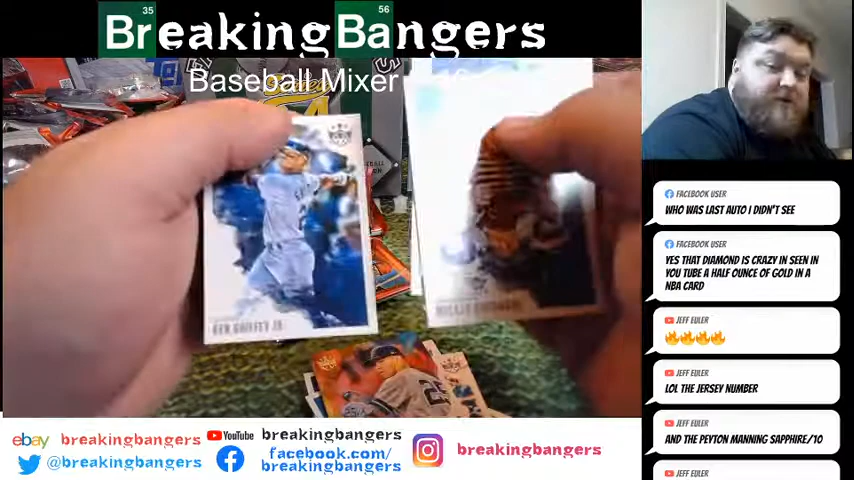 35
56
BreakingBangers
Baseball Mixer
KEN GRIFFEY JR.
25
ebay breakingbangers
YouTube breakingbangers
@breakingbangers
facebook.com/
breakingbangers
breakingbangers
FACEBOOK USER
WHO WAS LAST AUTO I DIDN'T SEE
FACEBOOK USER
YES THAT DIAMOND IS CRAZY IN SEEN IN
YOU TUBE A HALF OUNCE OF GOLD IN A
NBA CARD
JEFF EULER
🔥🔥🔥🔥
JEFF EULER
LOL THE JERSEY NUMBER
JEFF EULER
AND THE PEYTON MANNING SAPPHIRE/10
JEFF EULER